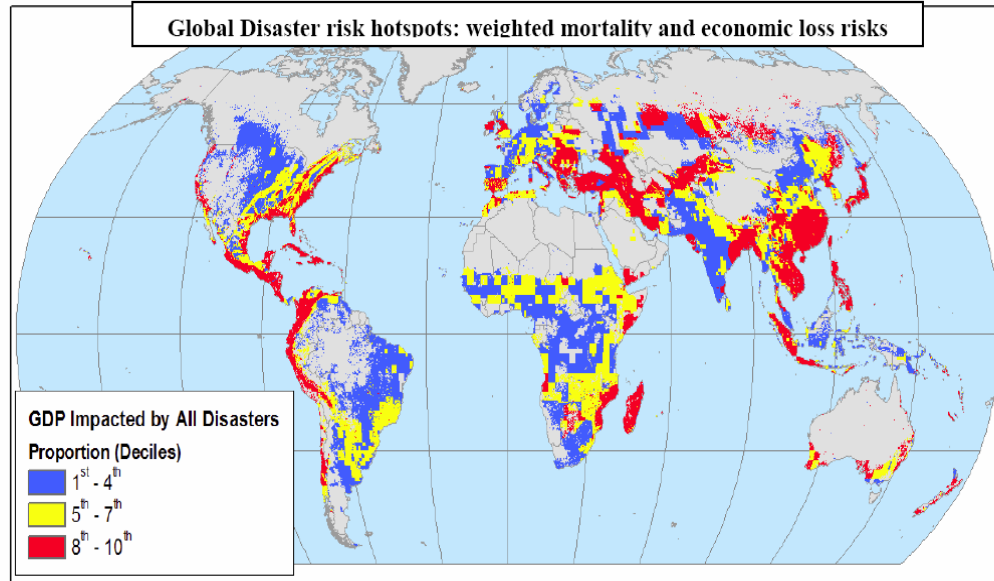 Global Disaster risk hotspots: weighted mortality and economic loss risks
GDP Impacted by All Disasters
Proportion (Deciles)
1st - 4th
5th - 7th
8th - 10th